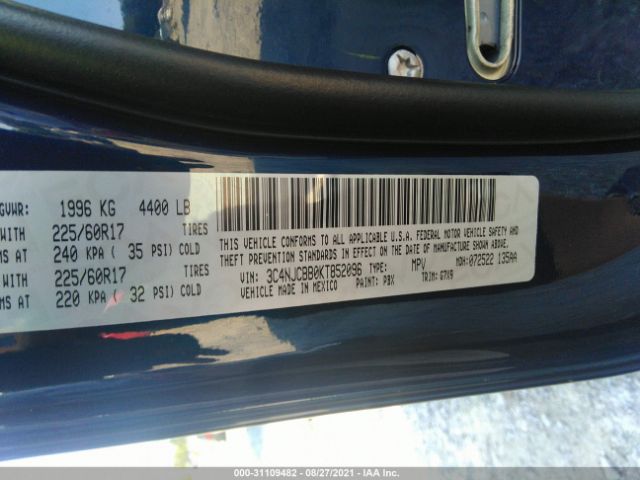 GVWR: 1996 KG 4400 LB
WITH 225/60R17 TIRES
MS AT 240 KPA ( 35 PSI) COLD
WITH 225/60R17 TIRES
MS AT 220 KPA ( 32 PSI) COLD
THIS VEHICLE CONFORMS TO ALL APPLICABLE U.S.A. FEDERAL MOTOR VEHICLE SAFETY AND
THEFT PREVENTION STANDARDS IN EFFECT ON THE DATE OF MANUFACTURE SHOWN ABOVE.
VIN: 3C4NJCBB0KT852096 TYPE: MPV MDH: 072522 135AA
VEHICLE MADE IN MEXICO PAINT: PBX TRIM: G7X9
000-31109482 - 08/27/2021 - IAA Inc.